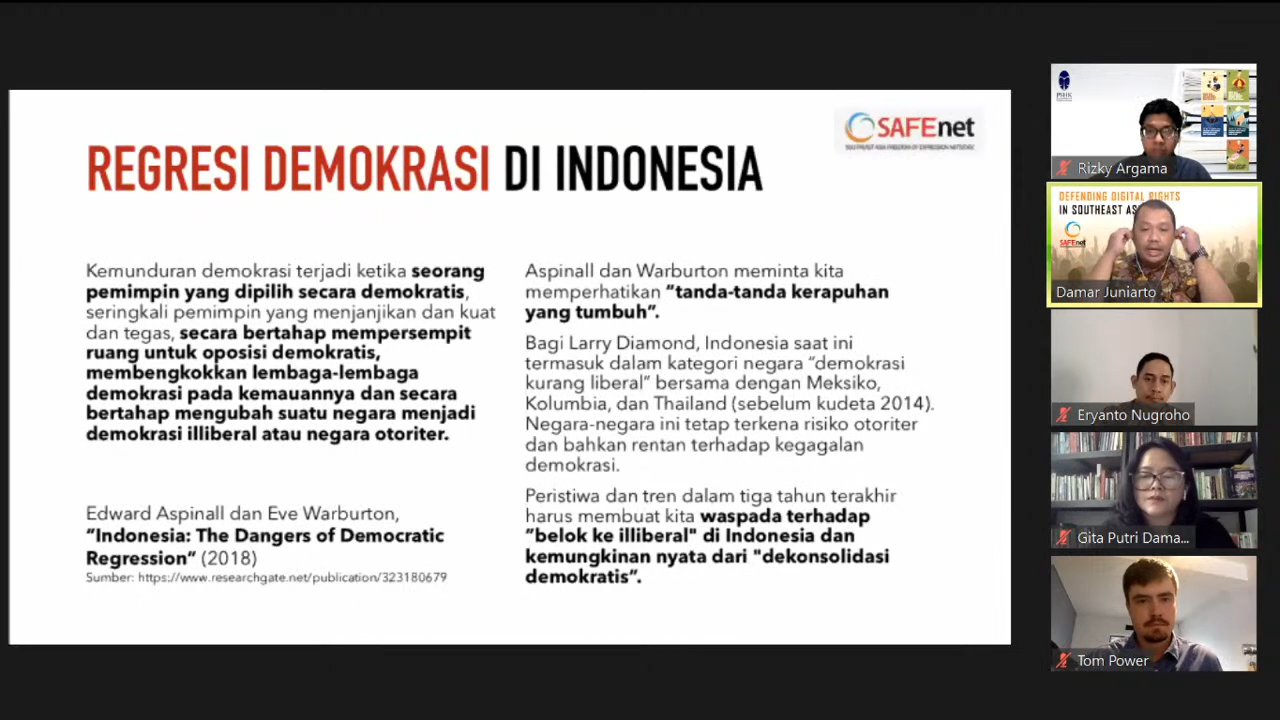 SAFEnet
SOUTHEAST ASIA FREEDOM OF EXPRESSION NETWORK
REGRESI DEMOKRASI DI INDONESIA
Kemunduran demokrasi terjadi ketika seorang
pemimpin yang dipilih secara demokratis,
seringkali pemimpin yang menjanjikan dan kuat
dan tegas, secara bertahap mempersempit
ruang untuk oposisi demokratis,
membengkokkan lembaga-lembaga
demokrasi pada kemauannya dan secara
bertahap mengubah suatu negara menjadi
demokrasi illiberal atau negara otoriter.
Edward Aspinall dan Eve Warburton,
“Indonesia: The Dangers of Democratic
Regression” (2018)
Sumber: https://www.researchgate.net/publication/323180679
Aspinall dan Warburton meminta kita
memperhatikan “tanda-tanda kerapuhan
yang tumbuh”.
Bagi Larry Diamond, Indonesia saat ini
termasuk dalam kategori negara “demokrasi
kurang liberal” bersama dengan Meksiko,
Kolumbia, dan Thailand (sebelum kudeta 2014).
Negara-negara ini tetap terkena risiko otoriter
dan bahkan rentan terhadap kegagalan
demokrasi.
Peristiwa dan tren dalam tiga tahun terakhir
harus membuat kita waspada terhadap
”belok ke illiberal" di Indonesia dan
kemungkinan nyata dari "dekonsolidasi
demokratis”.
PSHK
Rizky Argama
DEFENDING DIGITAL RIGHTS
IN SOUTHEAST AS
SAFEnet
Damar Juniarto
Eryanto Nugroho
Gita Putri Dama...
Tom Power